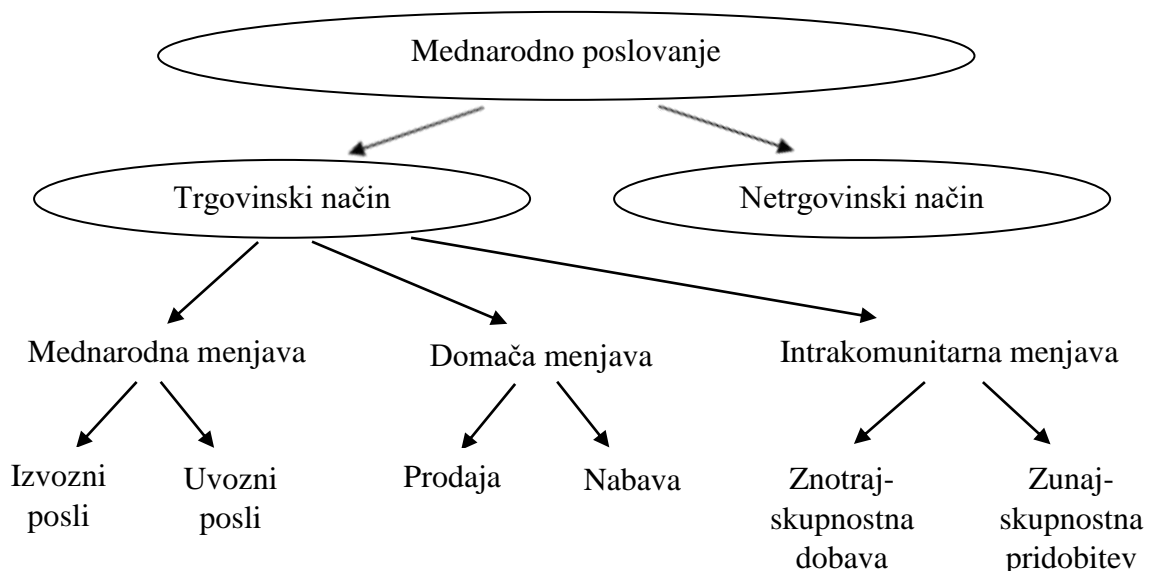 Mednarodno poslovanje
Trgovinski način
Netrgovinski način
Mednarodna menjava
Domača menjava
Intrakomunitarna menjava
Izvozni
posli
Uvozni
posli
Prodaja
Nabava
Znotraj-
skupnostna
dobava
Zunaj-
skupnostna
pridobitev